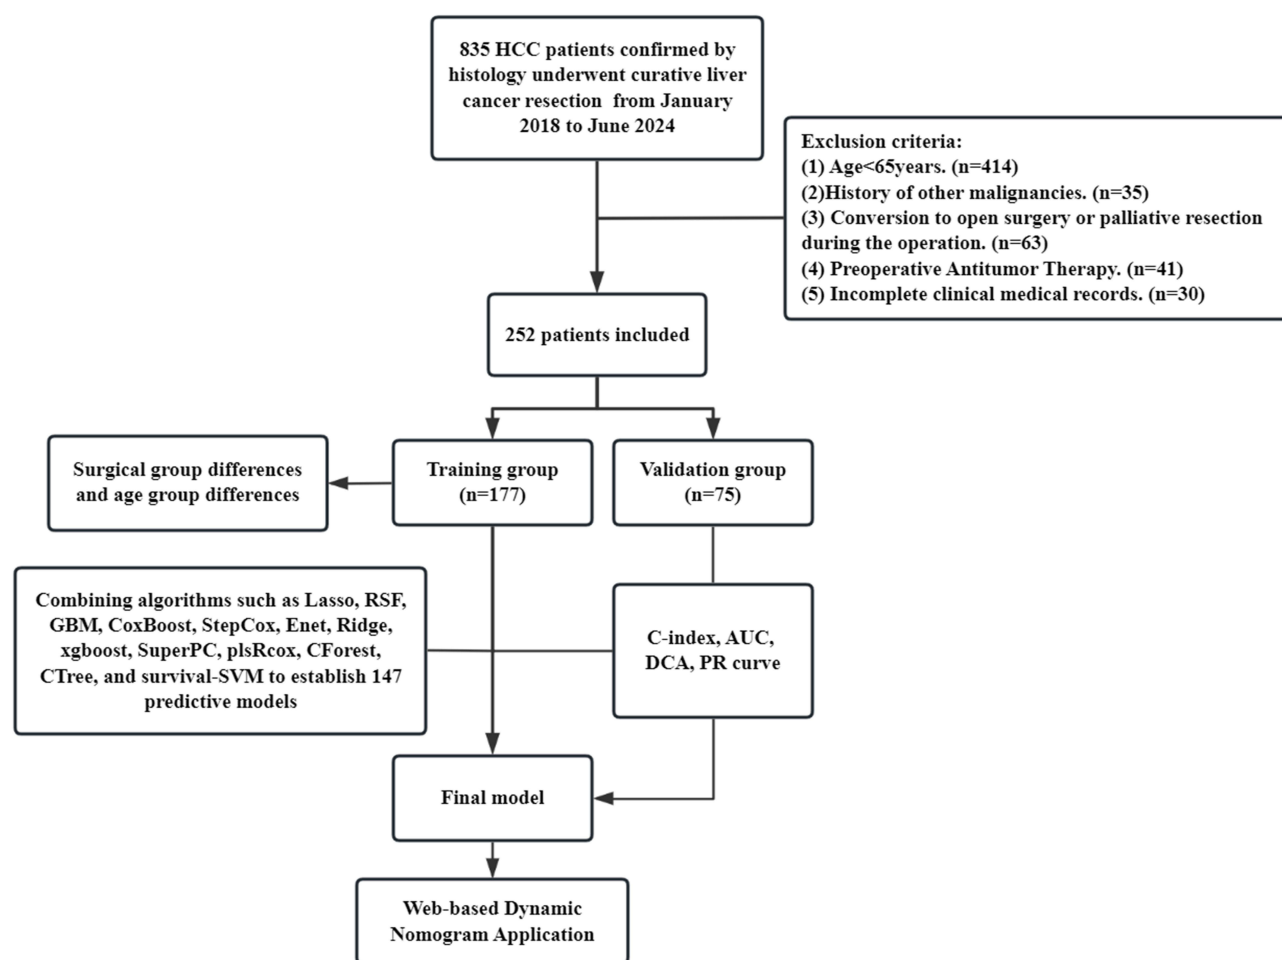 835 HCC patients confirmed by
histology underwent curative liver
cancer resection  from January
2018 to June 2024
Exclusion criteria:
(1) Age<65years. (n=414)
(2)History of other malignancies. (n=35)
(3) Conversion to open surgery or palliative resection
during the operation. (n=63)
(4) Preoperative Antitumor Therapy. (n=41)
(5) Incomplete clinical medical records. (n=30)
252 patients included
Surgical group differences
and age group differences
Training group
(n=177)
Validation group
(n=75)
Combining algorithms such as Lasso, RSF,
GBM, CoxBoost, StepCox, Enet, Ridge,
xgboost, SuperPC, plsRcox, CForest,
CTree, and survival-SVM to establish 147
predictive models
C-index, AUC,
DCA, PR curve
Final model
Web-based Dynamic
Nomogram Application